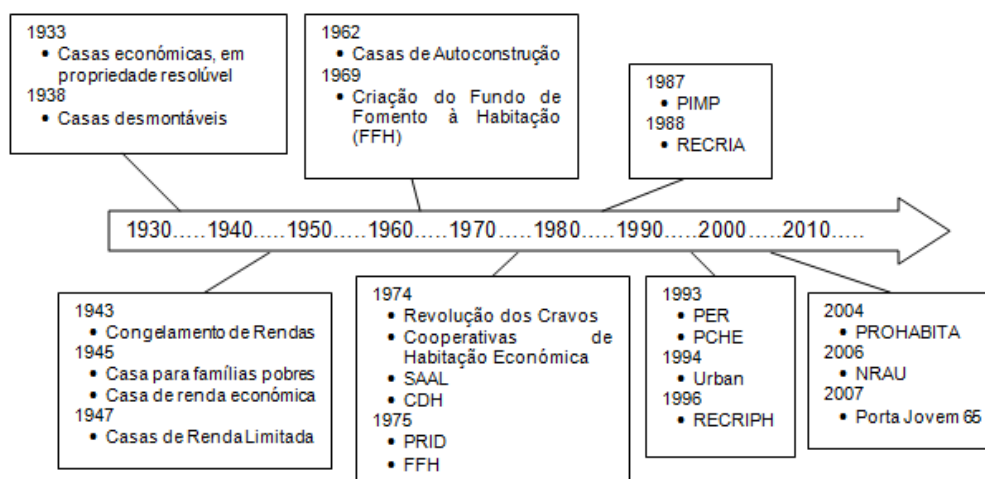 1933
• Casas económicas, em
propriedade resolúvel
1938
• Casas desmontáveis
1962
• Casas de Autoconstrução
1969
• Criação do Fundo de
Fomento à Habitação
(FFH)
1987
• PIMP
1988
• RECRIA
1930.....1940.....1950.....1960.....1970.....1980.....1990.....2000.....2010.....
1943
• Congelamento de Rendas
1945
• Casa para famílias pobres
• Casa de renda económica
1947
• Casas de Renda Limitada
1974
• Revolução dos Cravos
• Cooperativas de
Habitação Económica
• SAAL
• CDH
1975
• PRID
• FFH
1993
• PER
• PCHE
1994
• Urban
1996
• RECRIPH
2004
• PROHABITA
2006
• NRAU
2007
• Porta Jovem 65